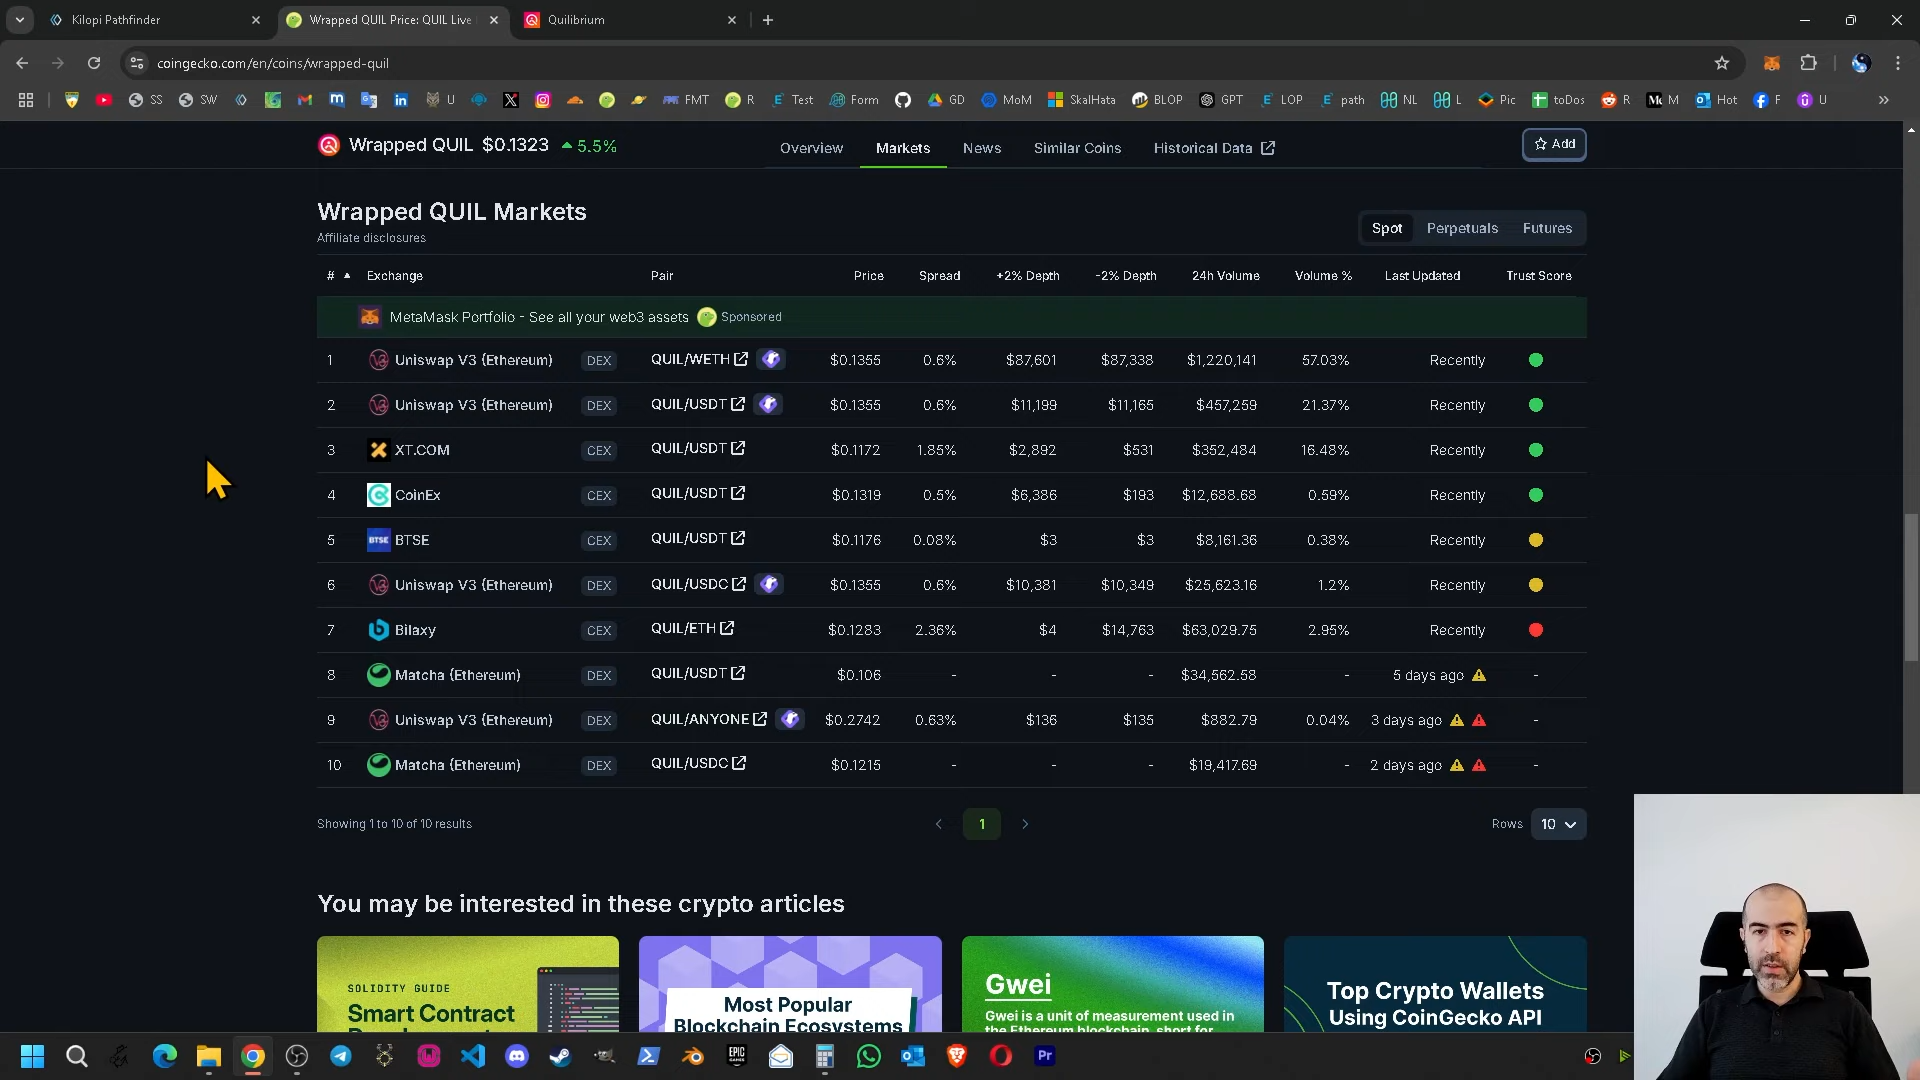 Kilopi Pathfinder
Wrapped QUIL Price: QUIL Live
Quilibrium
coingecko.com/en/coins/wrapped-quil
SS SW U FMT R Test Form GD MoM SkalHata BLOP GPT LOP path NL L Pic toDos R M Hot F U
Wrapped QUIL $0.1323 5.5%
Overview Markets News Similar Coins Historical Data
Add
Wrapped QUIL Markets
Affiliate disclosures
Spot Perpetuals Futures
# Exchange Pair Price Spread +2% Depth -2% Depth 24h Volume Volume % Last Updated Trust Score
MetaMask Portfolio - See all your web3 assets Sponsored
1 Uniswap V3 (Ethereum) DEX QUIL/WETH $0.1355 0.6% $87,601 $87,338 $1,220,141 57.03% Recently
2 Uniswap V3 (Ethereum) DEX QUIL/USDT $0.1355 0.6% $11,199 $11,165 $457,259 21.37% Recently
3 XT.COM CEX QUIL/USDT $0.1172 1.85% $2,892 $531 $352,484 16.48% Recently
4 CoinEx CEX QUIL/USDT $0.1319 0.5% $6,386 $193 $12,688.68 0.59% Recently
5 BTSE BTSE CEX QUIL/USDT $0.1176 0.08% $3 $3 $8,161.36 0.38% Recently
6 Uniswap V3 (Ethereum) DEX QUIL/USDC $0.1355 0.6% $10,381 $10,349 $25,623.16 1.2% Recently
7 Bilaxy CEX QUIL/ETH $0.1283 2.36% $4 $14,763 $63,029.75 2.95% Recently
8 Matcha (Ethereum) DEX QUIL/USDT $0.106 - - - $34,562.58 - 5 days ago -
9 Uniswap V3 (Ethereum) DEX QUIL/ANYONE $0.2742 0.63% $136 $135 $882.79 0.04% 3 days ago -
10 Matcha (Ethereum) DEX QUIL/USDC $0.1215 - - - $19,417.69 - 2 days ago -
Showing 1 to 10 of 10 results
1
Rows 10
You may be interested in these crypto articles
SOLIDITY GUIDE
Smart Contract
Most Popular
Blockchain Ecosystems
Gwei
Gwei is a unit of measurement used in
the Ethereum blockchain, short for
Top Crypto Wallets
Using CoinGecko API
EPIC
Pr